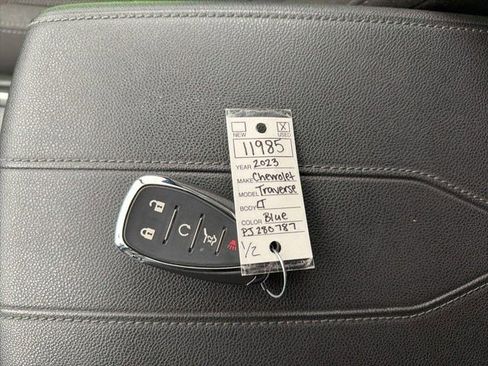 NEW X USED
11985
YEAR 2023
MAKE Chevrolet
MODEL Traverse
BODY LT
COLOR Blue
PJ280787
1/2